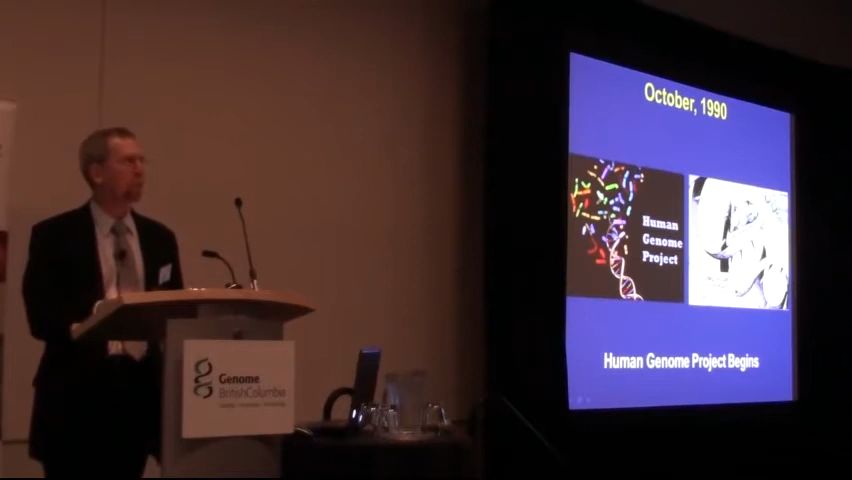 October, 1990
Human
Genome
Project
Human Genome Project Begins
Genome
BritishColumbia